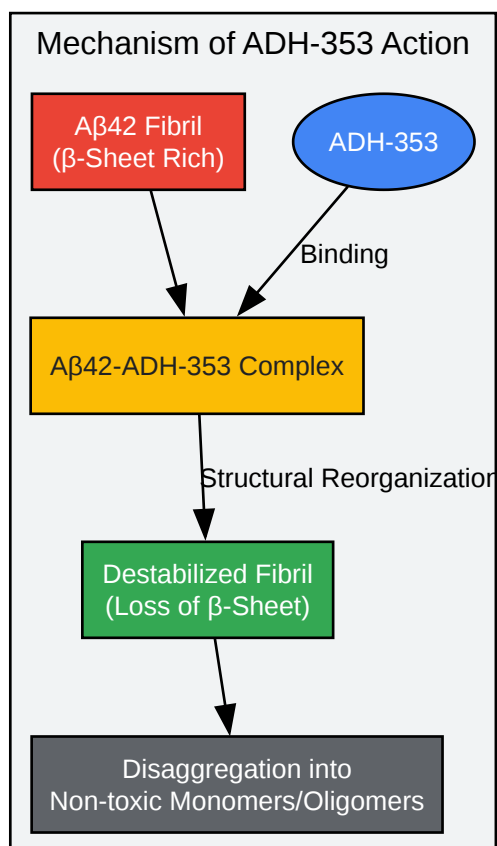 Mechanism of ADH-353 Action
Aβ42 Fibril
(β-Sheet Rich)
ADH-353
Binding
Aβ42-ADH-353 Complex
Structural Reorganization
Destabilized Fibril
(Loss of β-Sheet)
Disaggregation into
Non-toxic Monomers/Oligomers